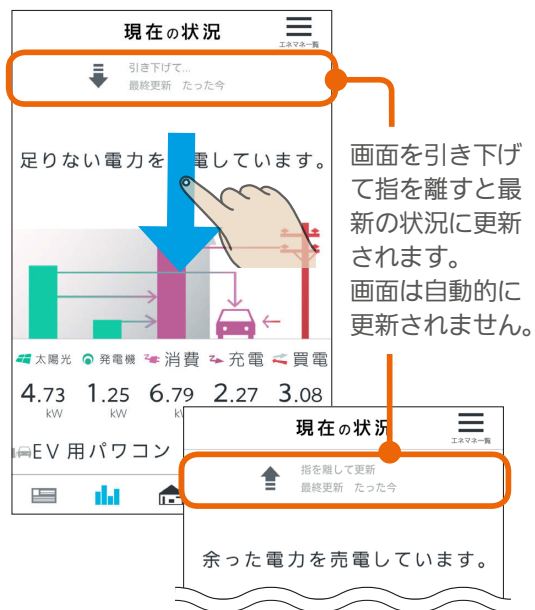 現在の状況
エネマネ一覧
引き下げて...
最終更新 たった今
足りない電力を 電しています。
画面を引き下げ
て指を離すと最
新の状況に更新
されます。
画面は自動的に
更新されません。
太陽光 発電機 消費 充電 買電
4.73 1.25 6.79 2.27 3.08
kW kW
EV用パワコン
現在の状況
エネマネ一覧
指を離して更新
最終更新 たった今
余った電力を売電しています。